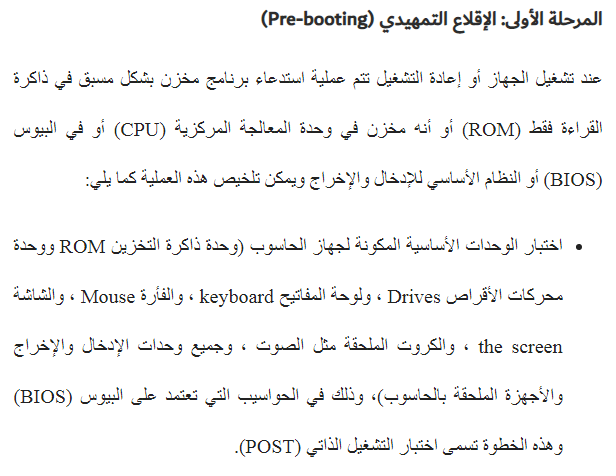 المرحلة الأولى: الإقلاع التمهيدي (Pre-booting)
عند تشغيل الجهاز أو إعادة التشغيل تتم عملية استدعاء برنامج مخزن بشكل مسبق في ذاكرة
القراءة فقط (ROM) أو أنه مخزن في وحدة المعالجة المركزية (CPU) أو في البيوس
(BIOS) أو النظام الأساسي للإدخال والإخراج ويمكن تلخيص هذه العملية كما يلي:
• اختبار الوحدات الأساسية المكونة لجهاز الحاسوب (وحدة ذاكرة التخزين ROM ووحدة
محركات الأقراص Drives ، ولوحة المفاتيح keyboard ، والفأرة Mouse ، والشاشة
the screen ، والكروت الملحقة مثل الصوت ، وجميع وحدات الإدخال والإخراج
والأجهزة الملحقة بالحاسوب)، وذلك في الحواسيب التي تعتمد على البيوس (BIOS)
وهذه الخطوة تسمى اختبار التشغيل الذاتي (POST).